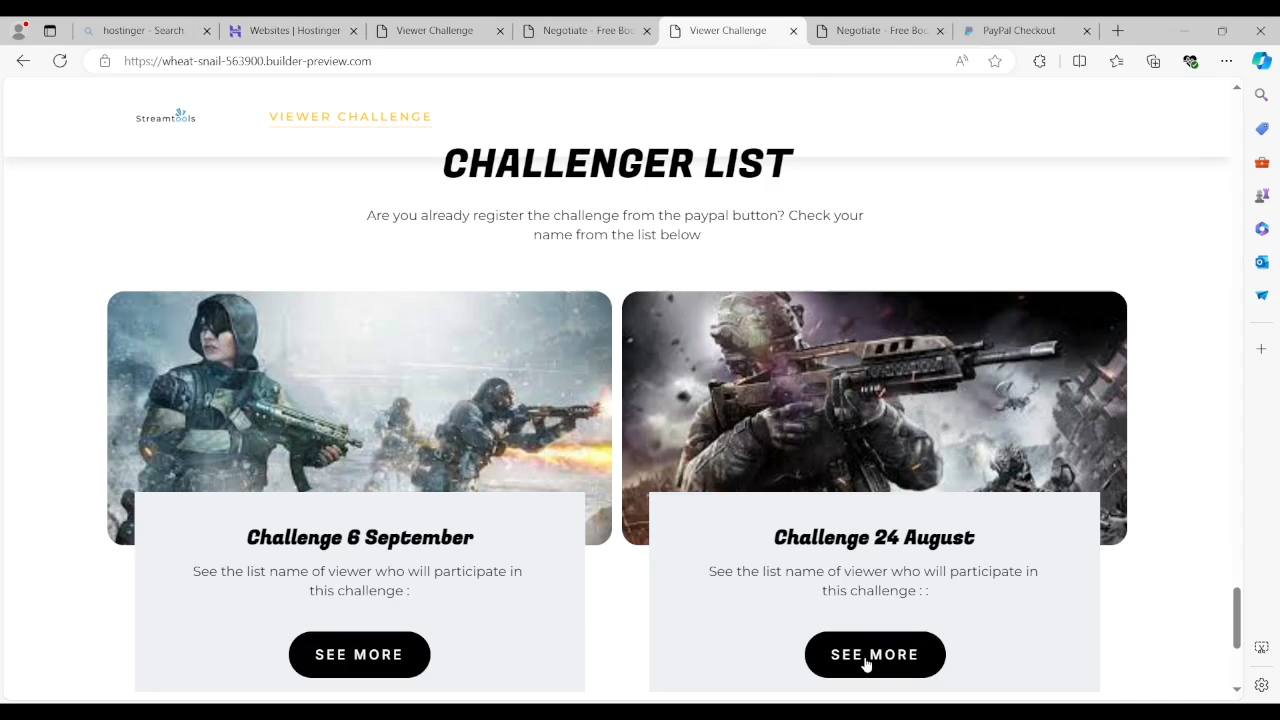 hostinger - Search
Websites | Hostinger
Viewer Challenge
Negotiate - Free Boo
Viewer Challenge
Negotiate - Free Boo
PayPal Checkout
https://wheat-snail-563900.builder-preview.com
Streamtools
VIEWER CHALLENGE
CHALLENGER LIST
Are you already register the challenge from the paypal button? Check your
name from the list below
Challenge 6 September
See the list name of viewer who will participate in
this challenge :
SEE MORE
Challenge 24 August
See the list name of viewer who will participate in
this challenge : :
SEE MORE